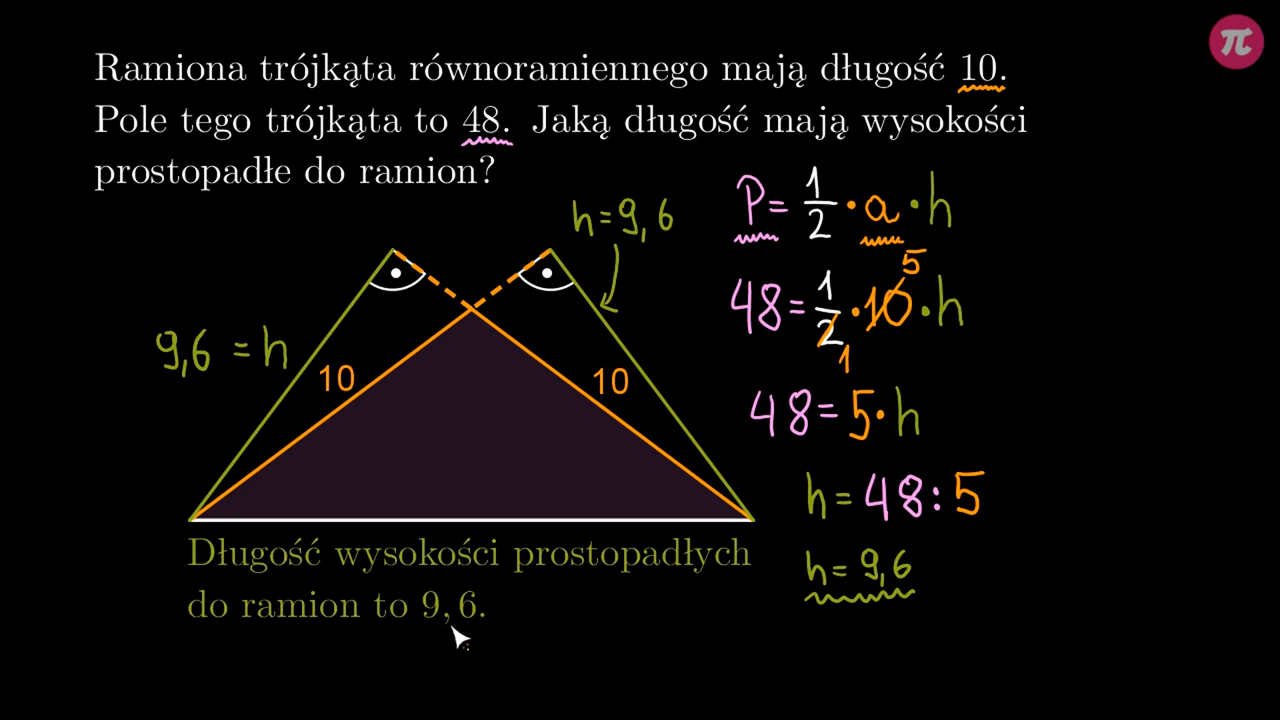 Ramiona trójkąta równoramiennego mają długość 10.
Pole tego trójkąta to 48. Jaką długość mają wysokości
prostopadłe do ramion?
π
P = 1/2 · a · h
h = 9,6
48 = 1/2 · 10 · h
5
1
9,6 = h
10
10
48 = 5 · h
h = 48 : 5
h = 9,6
Długość wysokości prostopadłych
do ramion to 9, 6.